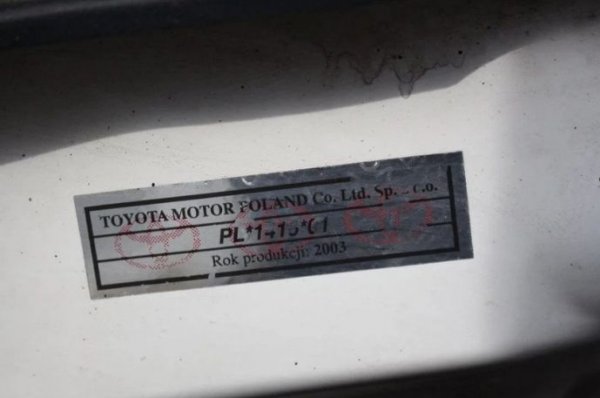 TOYOTA MOTOR POLAND Co. Ltd. Sp. z o.o.
Rok produkcji: 2003